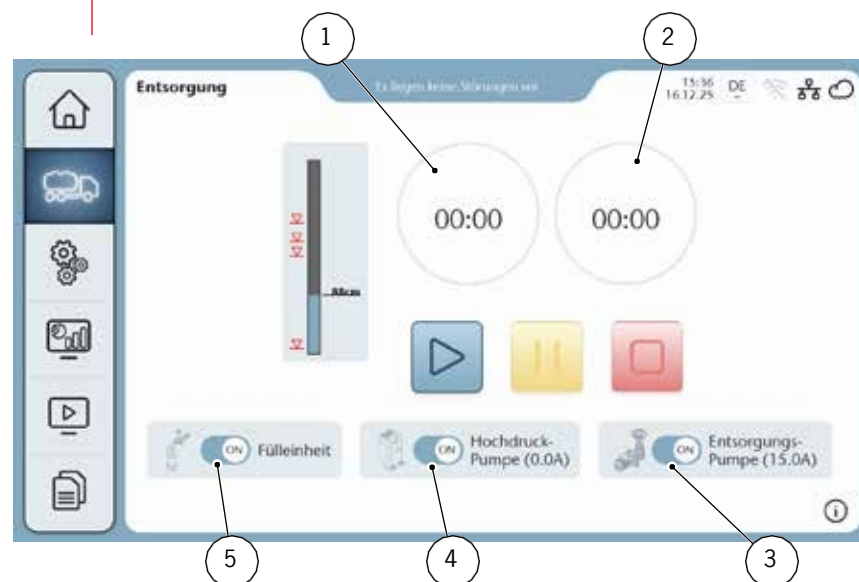 1
2
Entsorgung
Es liegen keine Störungen vor
15:36
16.12.25
DE
00:00
00:00
88cm
ON
Fülleinheit
ON
Hochdruck-
Pumpe (0.0A)
ON
Entsorgungs-
Pumpe (15.0A)
i
5
4
3